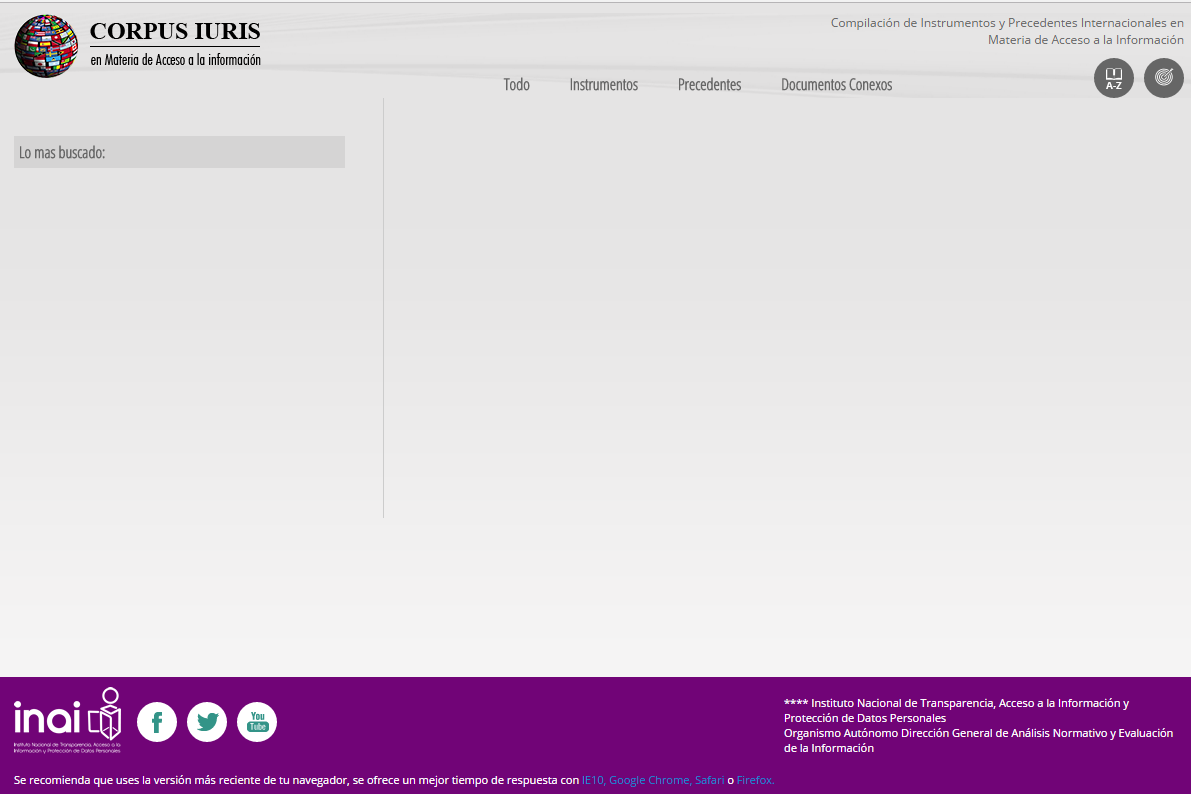 CORPUS IURIS
en Materia de Acceso a la información
Compilación de Instrumentos y Precedentes Internacionales en
Materia de Acceso a la Información
Todo
Instrumentos
Precedentes
Documentos Conexos
A-Z
Lo mas buscado:
inai
Instituto Nacional de Transparencia, Acceso a la
Información y Protección de Datos Personales
f
You
Tube
**** Instituto Nacional de Transparencia, Acceso a la Información y
Protección de Datos Personales
Organismo Autónomo Dirección General de Análisis Normativo y Evaluación
de la Información
Se recomienda que uses la versión más reciente de tu navegador, se ofrece un mejor tiempo de respuesta con IE10, Google Chrome, Safari o Firefox.